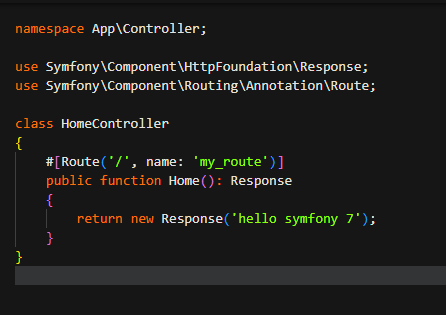 namespace App\Controller;
use Symfony\Component\HttpFoundation\Response;
use Symfony\Component\Routing\Annotation\Route;
class HomeController
{
#[Route('/', name: 'my_route')]
public function Home(): Response
{
return new Response('hello symfony 7');
}
}